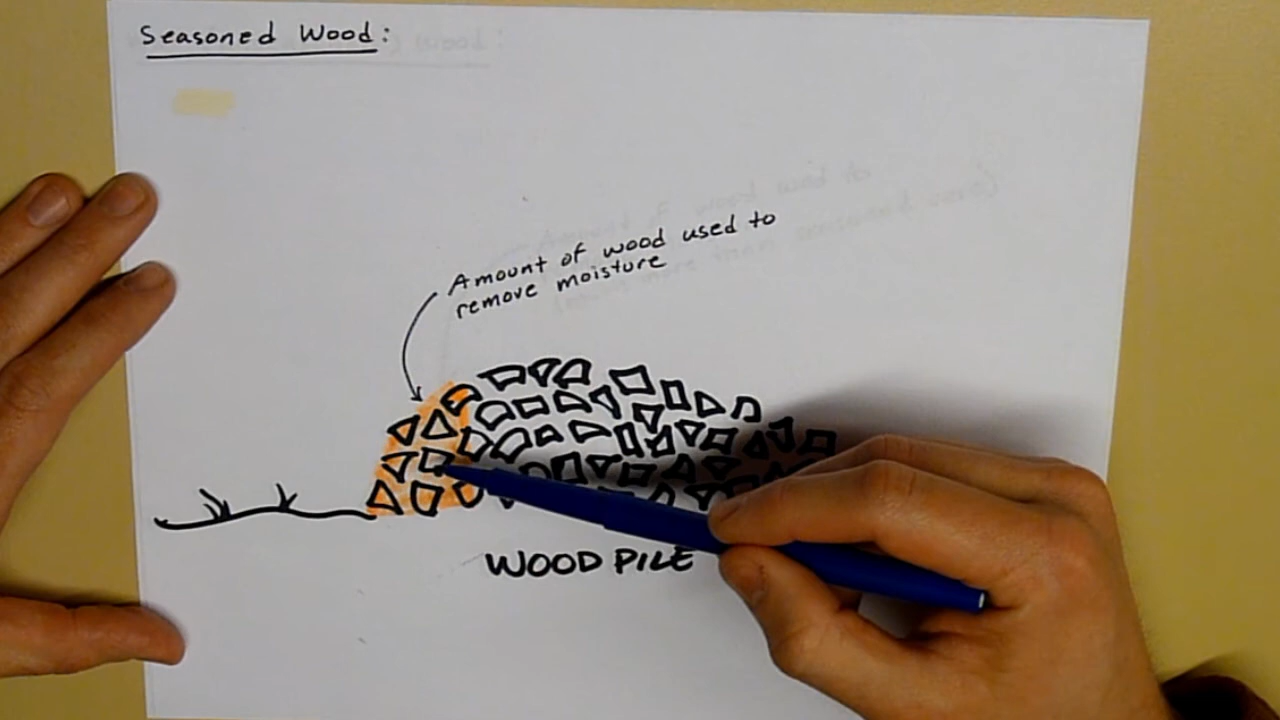 Seasoned Wood:
Amount of wood used to
remove moisture
WOOD PILE